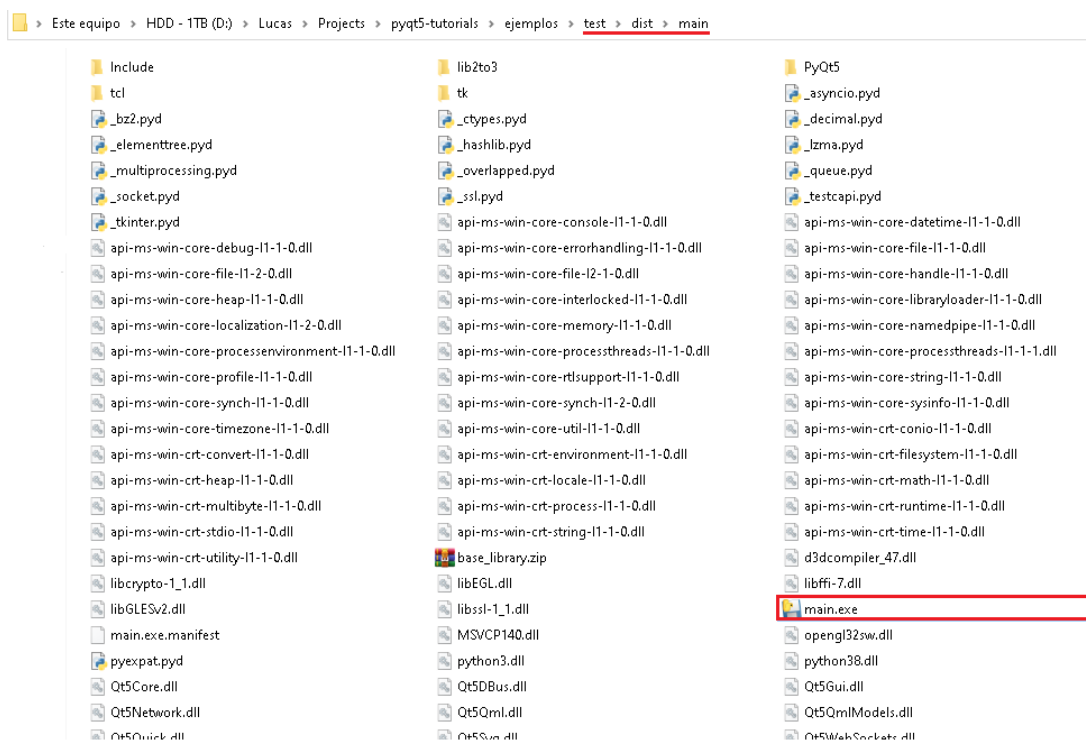 Este equipo > HDD - 1TB (D:) > Lucas > Projects > pyqt5-tutorials > ejemplos > test > dist > main
Include lib2to3 PyQt5
tcl tk _asyncio.pyd
_bz2.pyd _ctypes.pyd _decimal.pyd
_elementtree.pyd _hashlib.pyd _lzma.pyd
_multiprocessing.pyd _overlapped.pyd _queue.pyd
_socket.pyd _ssl.pyd _testcapi.pyd
_tkinter.pyd api-ms-win-core-console-l1-1-0.dll api-ms-win-core-datetime-l1-1-0.dll
api-ms-win-core-debug-l1-1-0.dll api-ms-win-core-errorhandling-l1-1-0.dll api-ms-win-core-file-l1-1-0.dll
api-ms-win-core-file-l1-2-0.dll api-ms-win-core-file-l2-1-0.dll api-ms-win-core-handle-l1-1-0.dll
api-ms-win-core-heap-l1-1-0.dll api-ms-win-core-interlocked-l1-1-0.dll api-ms-win-core-libraryloader-l1-1-0.dll
api-ms-win-core-localization-l1-2-0.dll api-ms-win-core-memory-l1-1-0.dll api-ms-win-core-namedpipe-l1-1-0.dll
api-ms-win-core-processenvironment-l1-1-0.dll api-ms-win-core-processthreads-l1-1-0.dll api-ms-win-core-processthreads-l1-1-1.dll
api-ms-win-core-profile-l1-1-0.dll api-ms-win-core-rtlsupport-l1-1-0.dll api-ms-win-core-string-l1-1-0.dll
api-ms-win-core-synch-l1-1-0.dll api-ms-win-core-synch-l1-2-0.dll api-ms-win-core-sysinfo-l1-1-0.dll
api-ms-win-core-timezone-l1-1-0.dll api-ms-win-core-util-l1-1-0.dll api-ms-win-crt-conio-l1-1-0.dll
api-ms-win-crt-convert-l1-1-0.dll api-ms-win-crt-environment-l1-1-0.dll api-ms-win-crt-filesystem-l1-1-0.dll
api-ms-win-crt-heap-l1-1-0.dll api-ms-win-crt-locale-l1-1-0.dll api-ms-win-crt-math-l1-1-0.dll
api-ms-win-crt-multibyte-l1-1-0.dll api-ms-win-crt-process-l1-1-0.dll api-ms-win-crt-runtime-l1-1-0.dll
api-ms-win-crt-stdio-l1-1-0.dll api-ms-win-crt-string-l1-1-0.dll api-ms-win-crt-time-l1-1-0.dll
api-ms-win-crt-utility-l1-1-0.dll base_library.zip d3dcompiler_47.dll
libcrypto-1_1.dll libEGL.dll libffi-7.dll
libGLESv2.dll libssl-1_1.dll main.exe
main.exe.manifest MSVCP140.dll opengl32sw.dll
pyexpat.pyd python3.dll python38.dll
Qt5Core.dll Qt5DBus.dll Qt5Gui.dll
Qt5Network.dll Qt5Qml.dll Qt5QmlModels.dll
Qt5Quick.dll Qt5Svg.dll Qt5WebSockets.dll